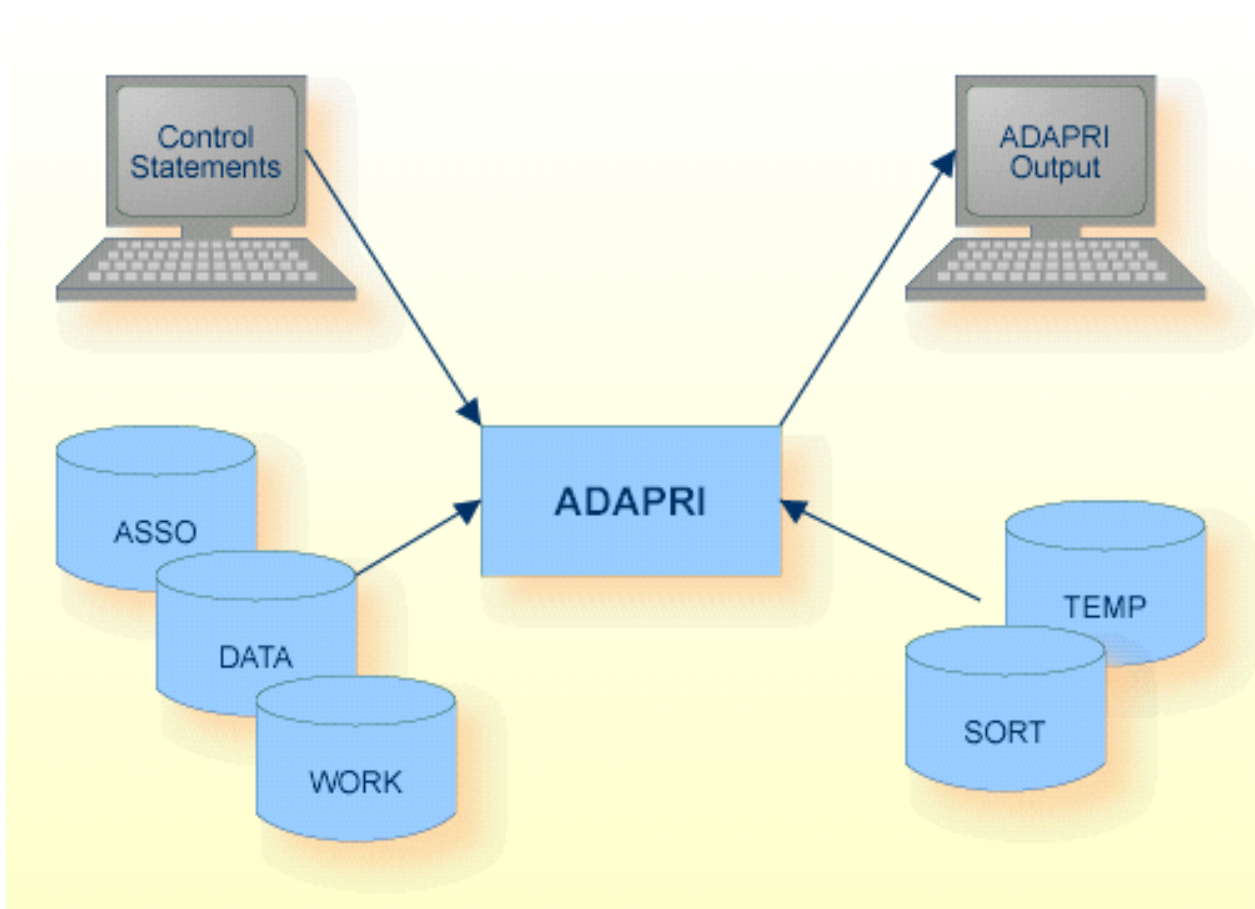 Control
Statements
ADAPRI
Output
ADAPRI
ASSO
DATA
WORK
TEMP
SORT